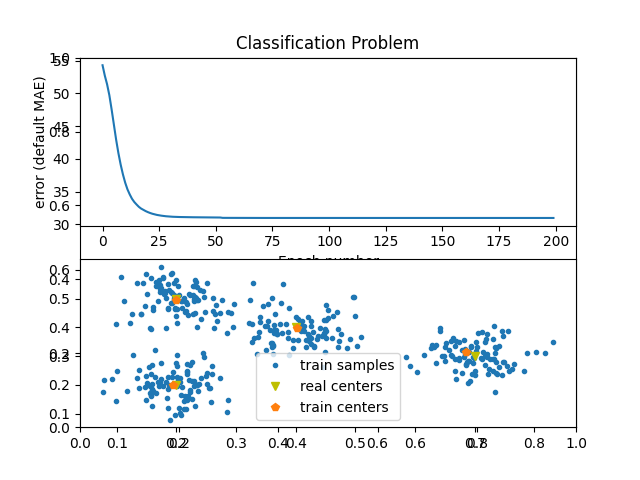 Classification Problem
1.0
55
50
45
0.8
40
35
0.6
30
error (default MAE)
0 25 50 75 100 125 150 175 200
Epoch number
0.6
0.4
0.5
0.4
0.3
0.2
0.1
0.0
train samples
real centers
train centers
0.0 0.1 0.2 0.2 0.3 0.4 0.4 0.5 0.6 0.6 0.7 0.8 0.8 1.0